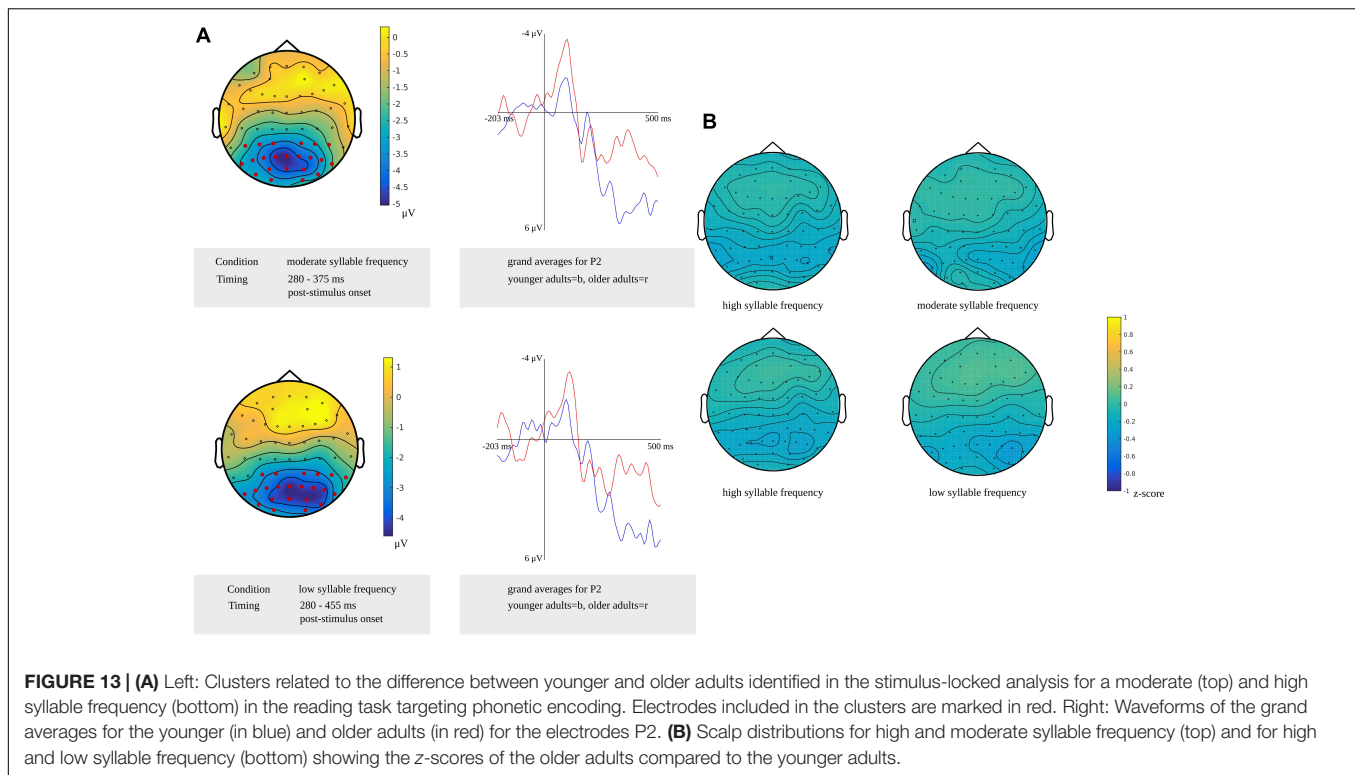 A
0
-0.5
-1
-1.5
-2
-2.5
-3
-3.5
-4
-4.5
-5
μV
-4 μV
-203 ms
500 ms
6 μV
Condition moderate syllable frequency
Timing 280 - 375 ms
post-stimulus onset
grand averages for P2
younger adults=b, older adults=r
1
0
-1
-2
-3
-4
μV
-4 μV
-203 ms
500 ms
6 μV
Condition low syllable frequency
Timing 280 - 455 ms
post-stimulus onset
grand averages for P2
younger adults=b, older adults=r
B
high syllable frequency
moderate syllable frequency
high syllable frequency
low syllable frequency
1
0.8
0.6
0.4
0.2
0
-0.2
-0.4
-0.6
-0.8
-1
z-score
FIGURE 13 | (A) Left: Clusters related to the difference between younger and older adults identified in the stimulus-locked analysis for a moderate (top) and high
syllable frequency (bottom) in the reading task targeting phonetic encoding. Electrodes included in the clusters are marked in red. Right: Waveforms of the grand
averages for the younger (in blue) and older adults (in red) for the electrodes P2. (B) Scalp distributions for high and moderate syllable frequency (top) and for high
and low syllable frequency (bottom) showing the z-scores of the older adults compared to the younger adults.